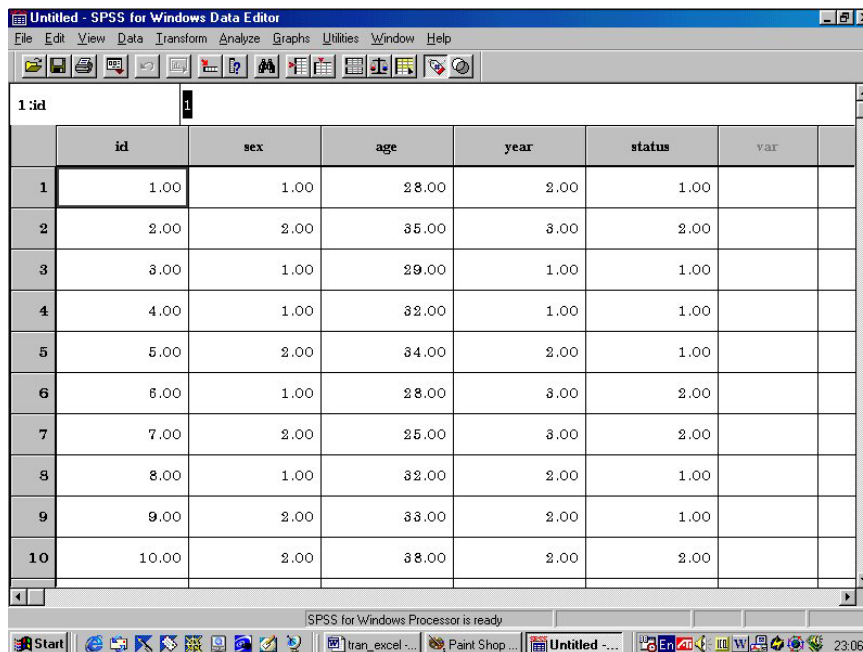 Untitled - SPSS for Windows Data Editor
File Edit View Data Transform Analyze Graphs Utilities Window Help
1:id 1
id sex age year status var
1 1.00 1.00 28.00 2.00 1.00
2 2.00 2.00 35.00 3.00 2.00
3 3.00 1.00 29.00 1.00 1.00
4 4.00 1.00 32.00 1.00 1.00
5 5.00 2.00 34.00 2.00 1.00
6 6.00 1.00 28.00 3.00 2.00
7 7.00 2.00 25.00 3.00 2.00
8 8.00 1.00 32.00 2.00 1.00
9 9.00 2.00 33.00 2.00 1.00
10 10.00 2.00 38.00 2.00 2.00
SPSS for Windows Processor is ready
Start tran_excel -... Paint Shop ... Untitled -... En 23:06